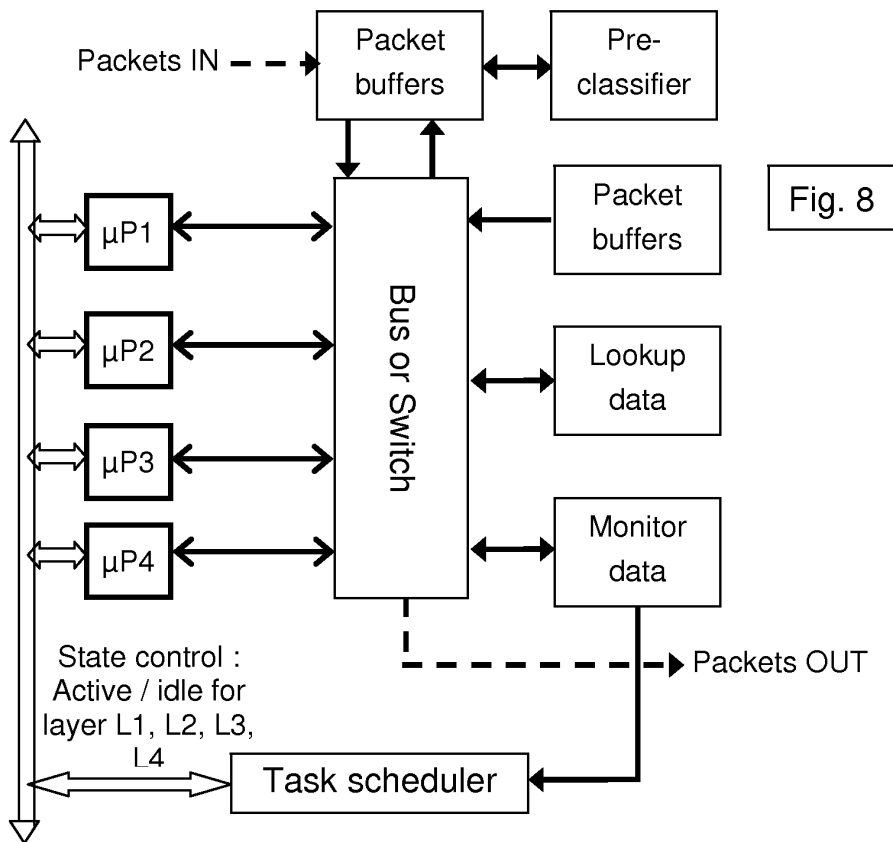 Packets IN
Packet
buffers
Pre-
classifier
Fig. 8
µP1
µP2
µP3
µP4
Bus or Switch
Packet
buffers
Lookup
data
Monitor
data
Packets OUT
State control :
Active / idle for
layer L1, L2, L3,
L4
Task scheduler